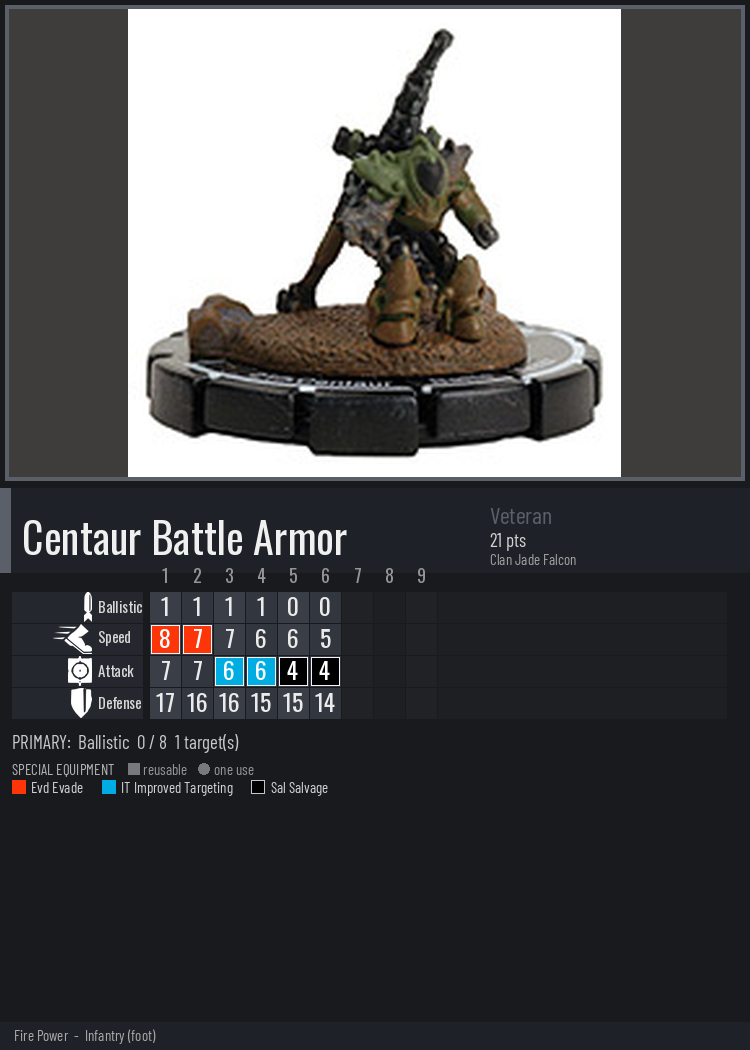 Centaur
Centaur Battle Armor
Veteran
21 pts
Clan Jade Falcon
1 2 3 4 5 6 7 8 9
Ballistic 1 1 1 1 0 0
Speed 8 7 7 6 6 5
Attack 7 7 6 6 4 4
Defense 17 16 16 15 15 14
PRIMARY: Ballistic 0 / 8 1 target(s)
SPECIAL EQUIPMENT reusable one use
Evd Evade IT Improved Targeting Sal Salvage
Fire Power - Infantry (foot)